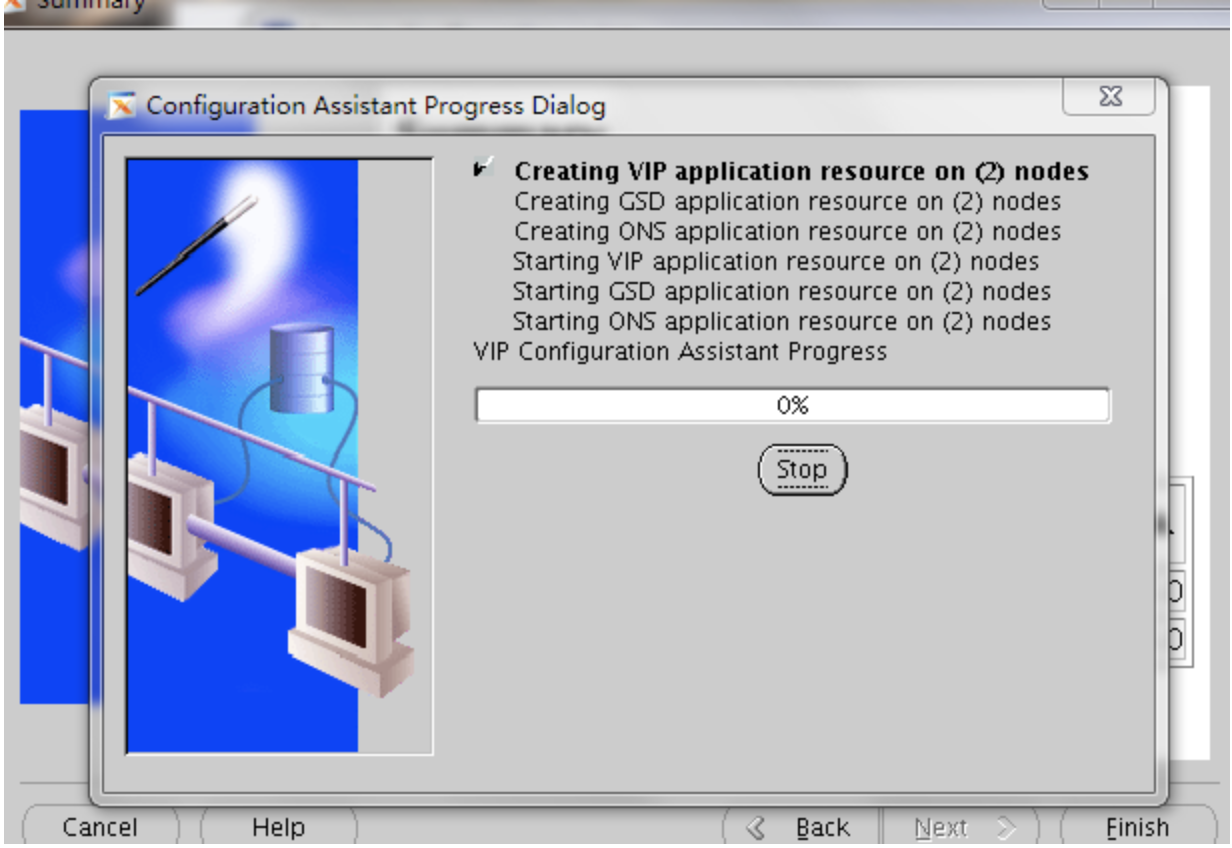 Summary
Configuration Assistant Progress Dialog
Creating VIP application resource on (2) nodes
Creating GSD application resource on (2) nodes
Creating ONS application resource on (2) nodes
Starting VIP application resource on (2) nodes
Starting GSD application resource on (2) nodes
Starting ONS application resource on (2) nodes
VIP Configuration Assistant Progress
0%
Stop
Cancel
Help
Back
Next
Finish